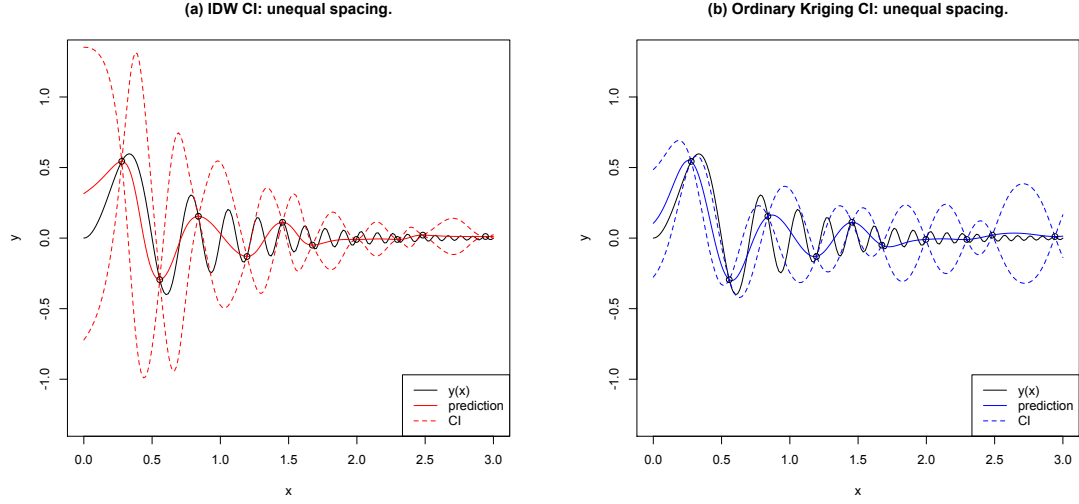 (a) IDW CI: unequal spacing.
y
1.0
0.5
0.0
-0.5
-1.0
0.0 0.5 1.0 1.5 2.0 2.5 3.0
x
y(x)
prediction
CI
(b) Ordinary Kriging CI: unequal spacing.
y
1.0
0.5
0.0
-0.5
-1.0
0.0 0.5 1.0 1.5 2.0 2.5 3.0
x
y(x)
prediction
CI